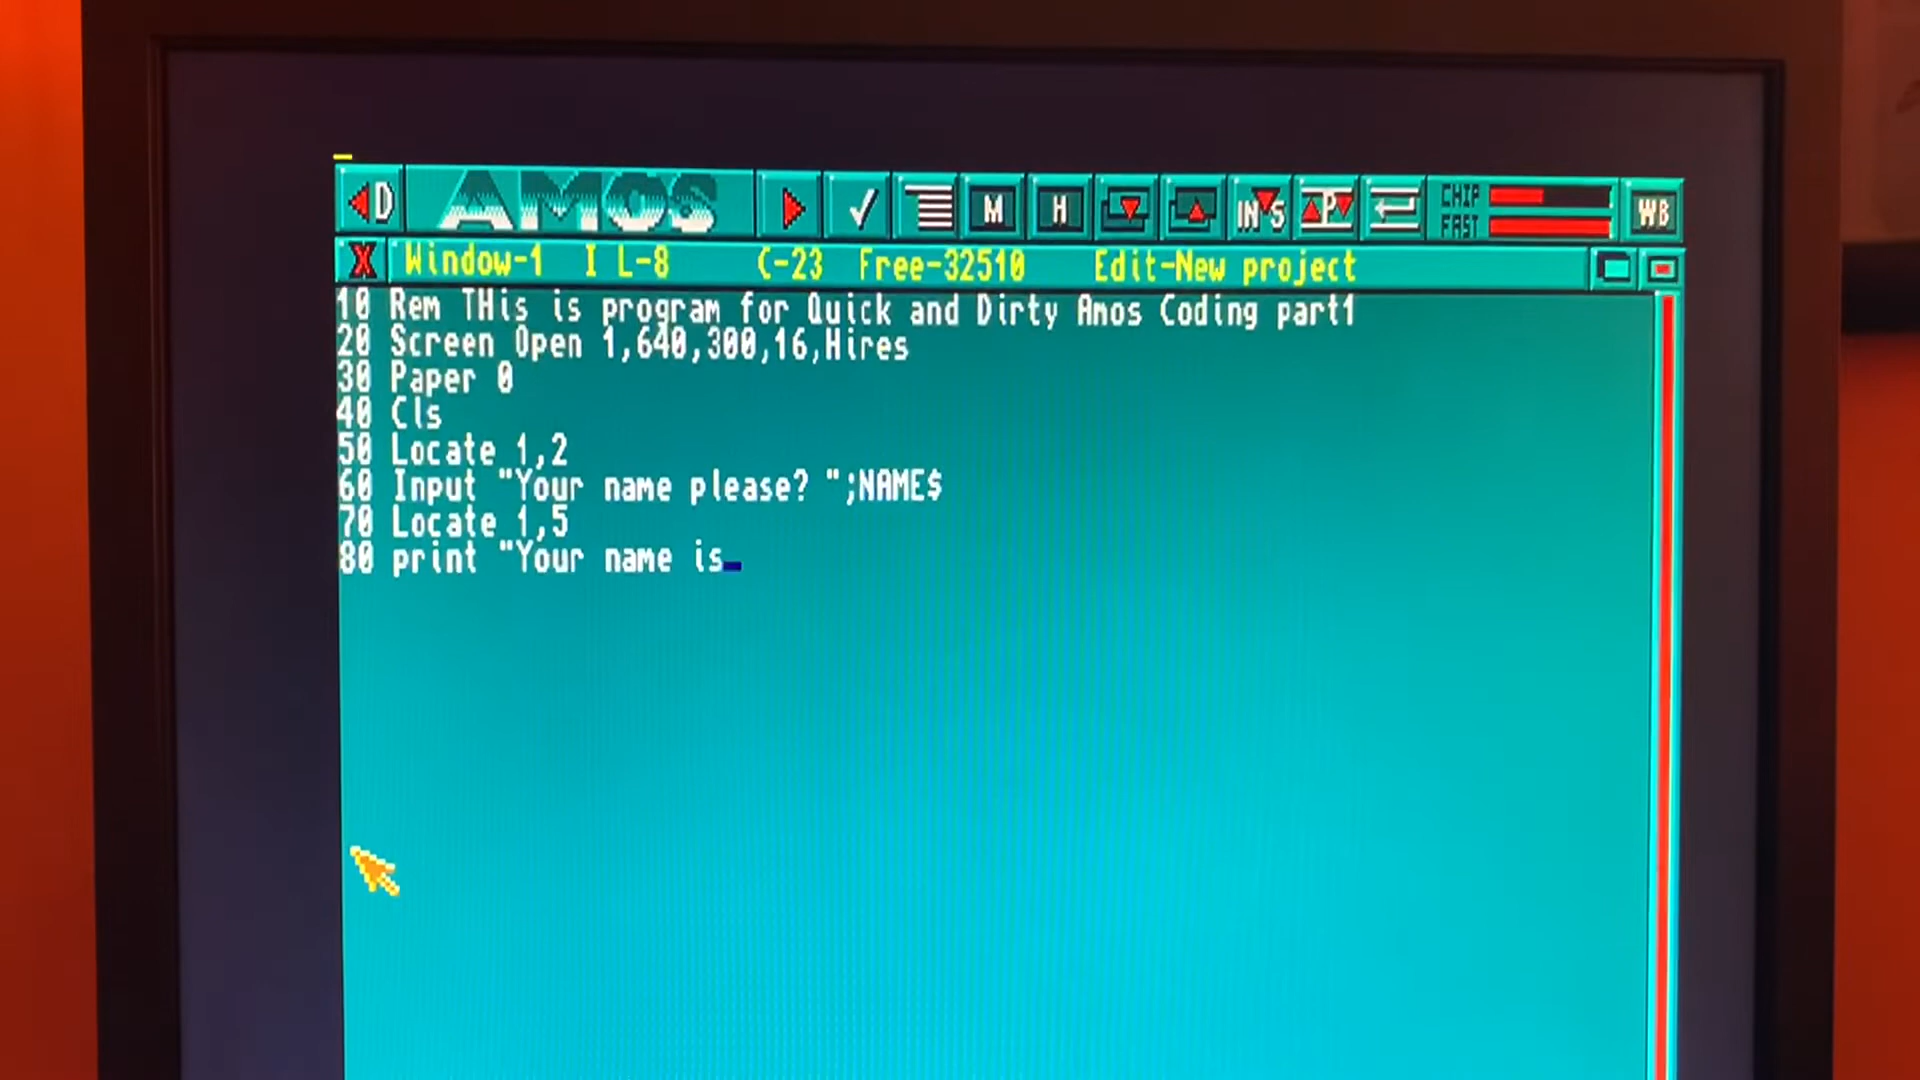 D AMOS M H INS P CHIP FAST WB
X Window-1 I L-8 C-23 Free-32510 Edit-New project
10 Rem THis is program for Quick and Dirty Amos Coding part1
20 Screen Open 1,640,300,16,Hires
30 Paper 0
40 Cls
50 Locate 1,2
60 Input "Your name please? ";NAME$
70 Locate 1,5
80 print "Your name is